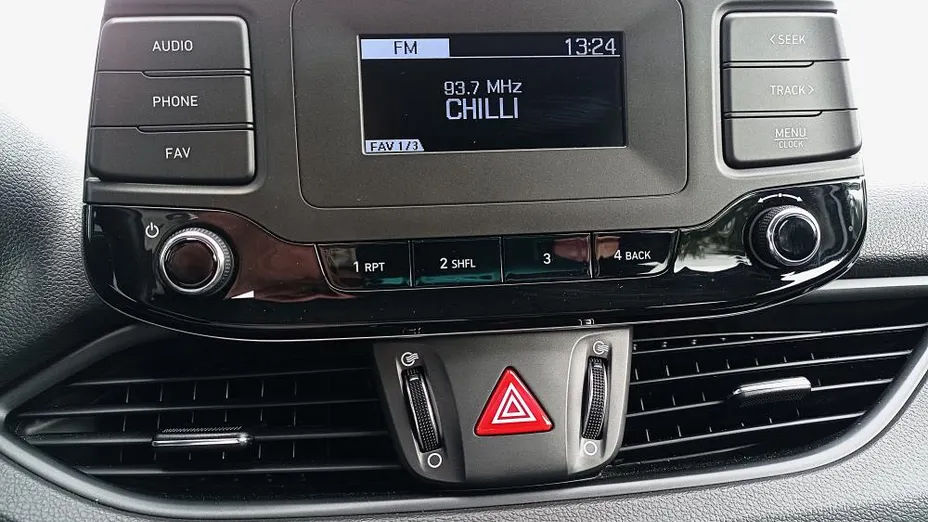 AUDIO
PHONE
FAV
FM 13:24
93.7 MHz
CHILLI
FAV 1/3
< SEEK
TRACK >
MENU
CLOCK
1 RPT
2 SHFL
3
4 BACK